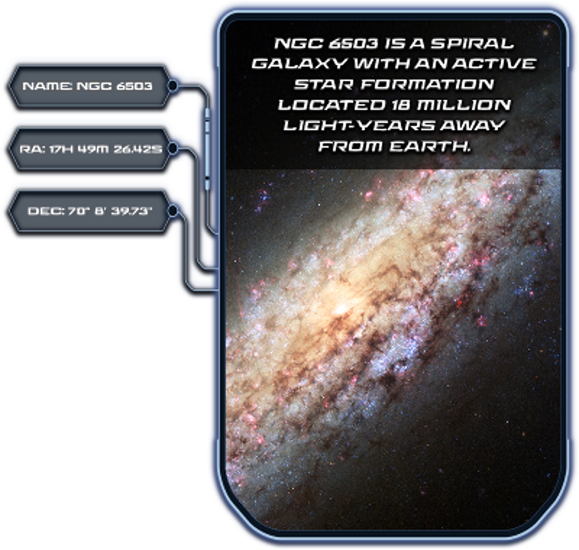 NAME: NGC 6503
RA: 17H 49M 26.42S
DEC: 70° 8' 39.73"
NGC 6503 IS A SPIRAL
GALAXY WITH AN ACTIVE
STAR FORMATION
LOCATED 18 MILLION
LIGHT-YEARS AWAY
FROM EARTH.